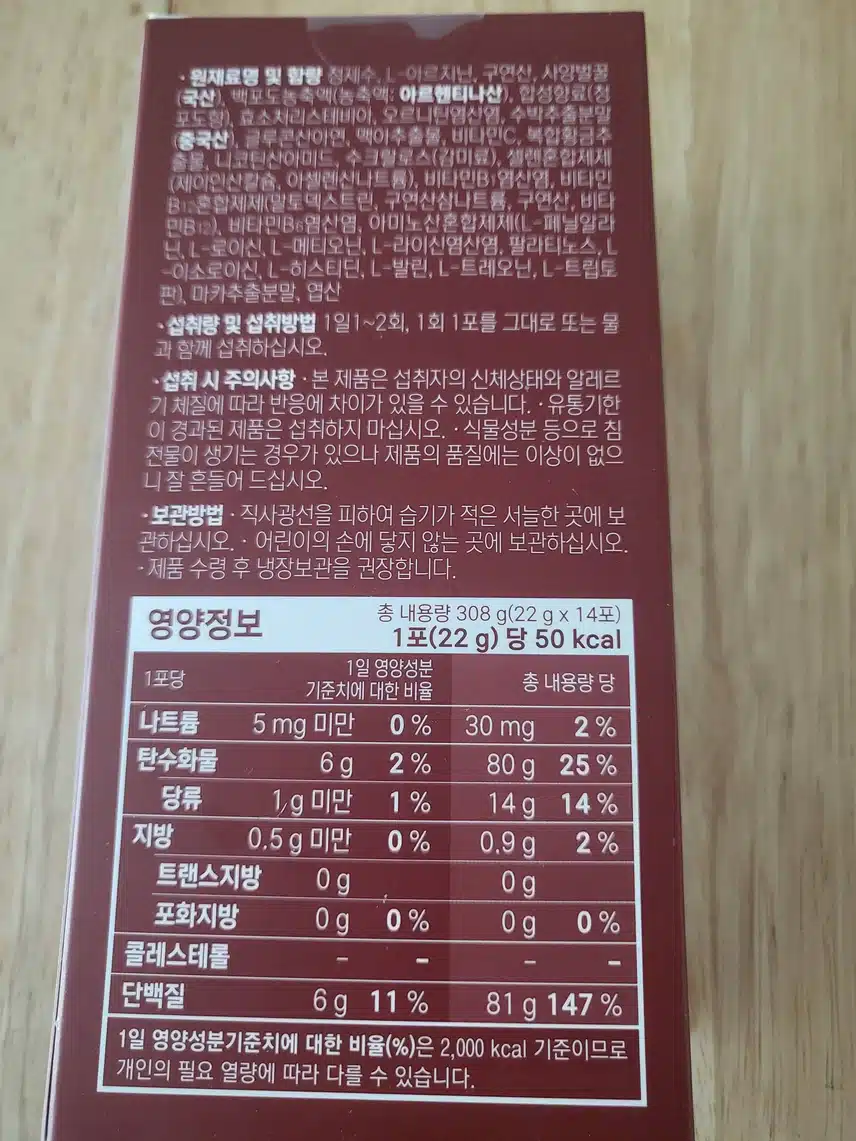 · 원재료명 및 함량 정제수, L-아르지닌, 구연산, 사양벌꿀
(국산), 백포도농축액(농축액: 아르헨티나산), 합성향료(청
포도향), 효소처리스테비아, 오르니틴염산염, 수박추출분말
(중국산), 글루콘산아연, 맥아추출물, 비타민C, 복합황금추
출물, 니코틴산아미드, 수크랄로스(감미료), 셀렌혼합제제
(제이인산칼슘, 아셀렌산나트륨), 비타민B1염산염, 비타민
B12혼합제제(말토덱스트린, 구연산삼나트륨, 구연산, 비타
민B12), 비타민B6염산염, 아미노산혼합제제(L-페닐알라
닌, L-로이신, L-메티오닌, L-라이신염산염, 팔라티노스, L
-이소로이신, L-히스티딘, L-발린, L-트레오닌, L-트립토
판), 마카추출분말, 엽산
· 섭취량 및 섭취방법 1일1~2회, 1회 1포를 그대로 또는 물
과 함께 섭취하십시오.
· 섭취 시 주의사항 · 본 제품은 섭취자의 신체상태와 알레르
기 체질에 따라 반응에 차이가 있을 수 있습니다. · 유통기한
이 경과된 제품은 섭취하지 마십시오. · 식물성분 등으로 침
전물이 생기는 경우가 있으나 제품의 품질에는 이상이 없으
니 잘 흔들어 드십시오.
· 보관방법 · 직사광선을 피하여 습기가 적은 서늘한 곳에 보
관하십시오. · 어린이의 손에 닿지 않는 곳에 보관하십시오.
· 제품 수령 후 냉장보관을 권장합니다.
영양정보 총 내용량 308 g(22 g x 14포)
1포(22 g) 당 50 kcal
1포당 1일 영양성분 기준치에 대한 비율 총 내용량 당
나트륨 5 mg 미만 0 % 30 mg 2 %
탄수화물 6 g 2 % 80 g 25 %
당류 1 g 미만 1 % 14 g 14 %
지방 0.5 g 미만 0 % 0.9 g 2 %
트랜스지방 0 g 0 g
포화지방 0 g 0 % 0 g 0 %
콜레스테롤 - - - -
단백질 6 g 11 % 81 g 147 %
1일 영양성분기준치에 대한 비율(%)은 2,000 kcal 기준이므로
개인의 필요 열량에 따라 다를 수 있습니다.